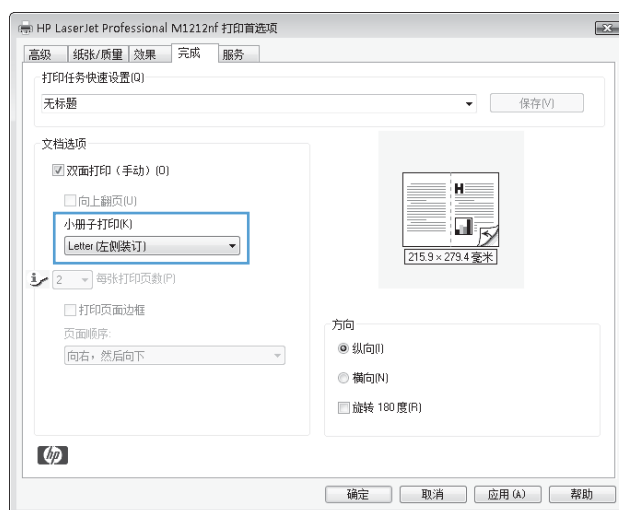 HP LaserJet Professional M1212nf 打印首选项
高级 纸张/质量 效果 完成 服务
打印任务快速设置(Q)
无标题
保存(V)
文档选项
双面打印（手动）(O)
向上翻页(U)
小册子打印(K)
Letter (左侧装订)
2 每张打印页数(P)
打印页面边框
页面顺序:
向右，然后向下
H
215.9 × 279.4 毫米
方向
纵向(I)
横向(N)
旋转 180 度(R)
hp
确定 取消 应用(A) 帮助